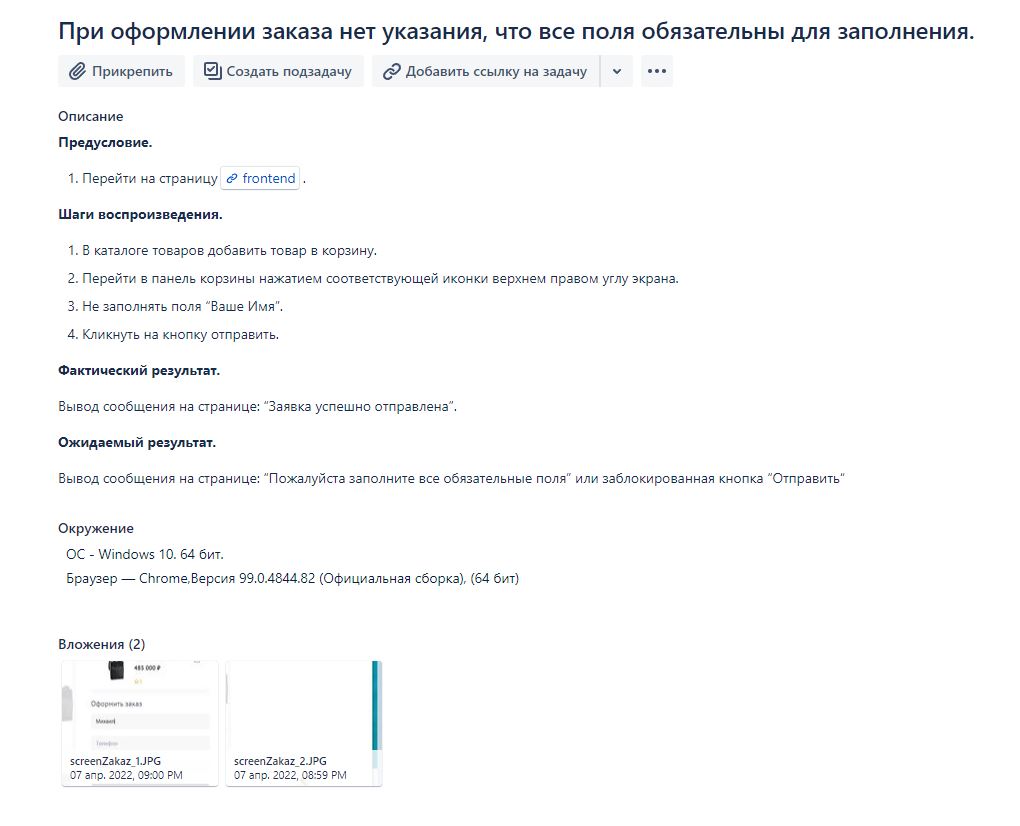 При оформлении заказа нет указания, что все поля обязательны для заполнения.
Прикрепить Создать подзадачу Добавить ссылку на задачу
Описание
Предусловие.
1. Перейти на страницу frontend .
Шаги воспроизведения.
1. В каталоге товаров добавить товар в корзину.
2. Перейти в панель корзины нажатием соответствующей иконки верхнем правом углу экрана.
3. Не заполнять поля “Ваше Имя”.
4. Кликнуть на кнопку отправить.
Фактический результат.
Вывод сообщения на странице: “Заявка успешно отправлена”.
Ожидаемый результат.
Вывод сообщения на странице: “Пожалуйста заполните все обязательные поля” или заблокированная кнопка “Отправить”
Окружение
ОС - Windows 10. 64 бит.
Браузер — Chrome,Версия 99.0.4844.82 (Официальная сборка), (64 бит)
Вложения (2)
485 000 ₽
Оформить заказ
Михаил
Телефон
screenZakaz_1.JPG
07 апр. 2022, 09:00 PM
screenZakaz_2.JPG
07 апр. 2022, 08:59 PM